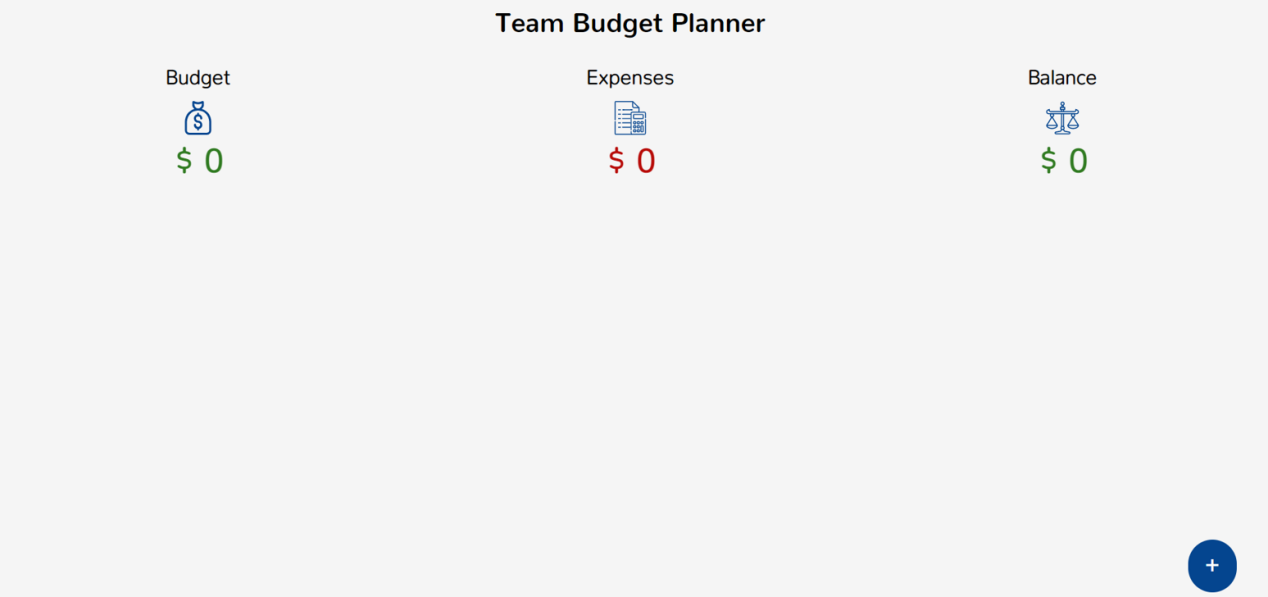 Team Budget Planner
Budget Expenses Balance
$ 0 $ 0 $ 0
+